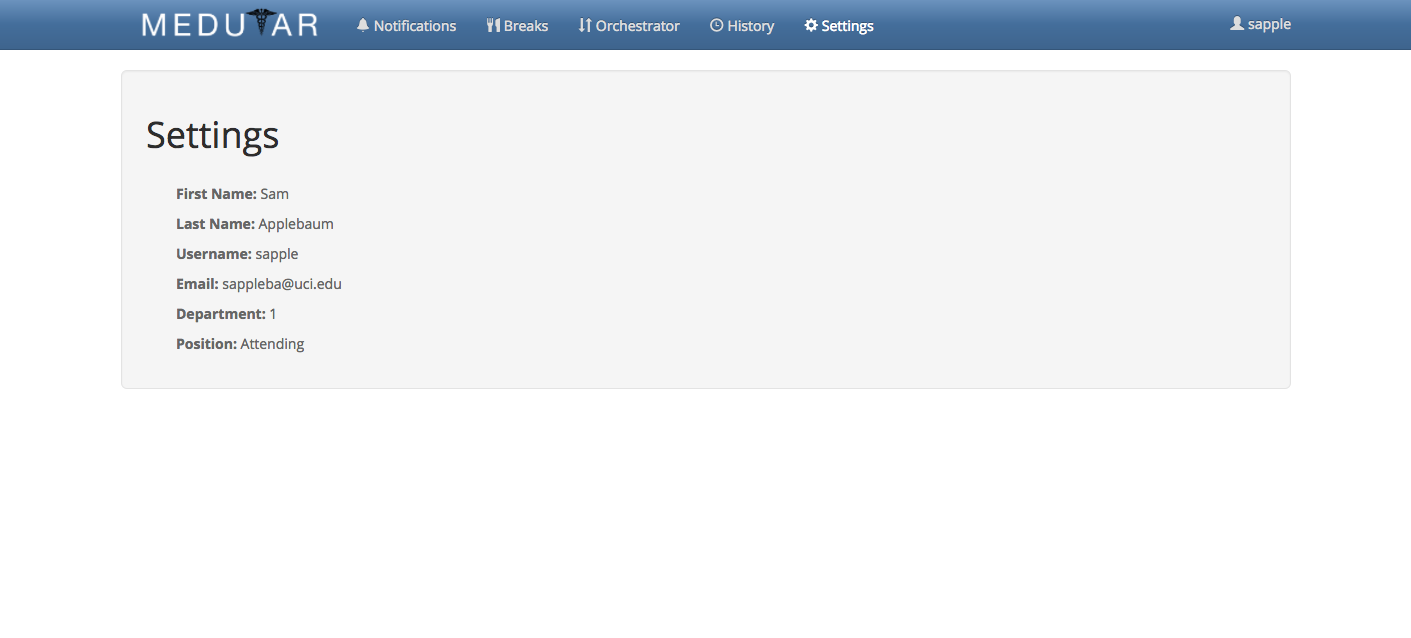 MEDUTAR Notifications Breaks Orchestrator History Settings sapple
Settings
First Name: Sam
Last Name: Applebaum
Username: sapple
Email: sappleba@uci.edu
Department: 1
Position: Attending